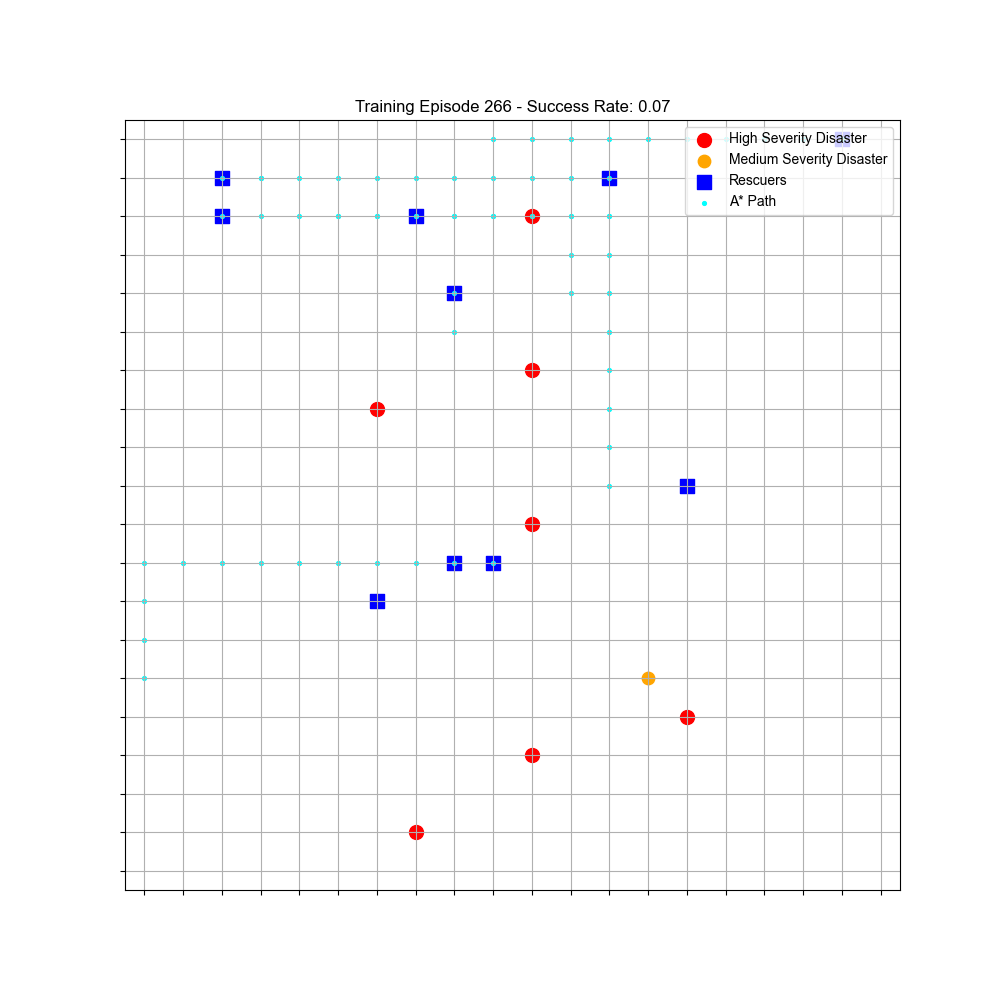 Training Episode 266 - Success Rate: 0.07
High Severity Disaster
Medium Severity Disaster
Rescuers
A* Path